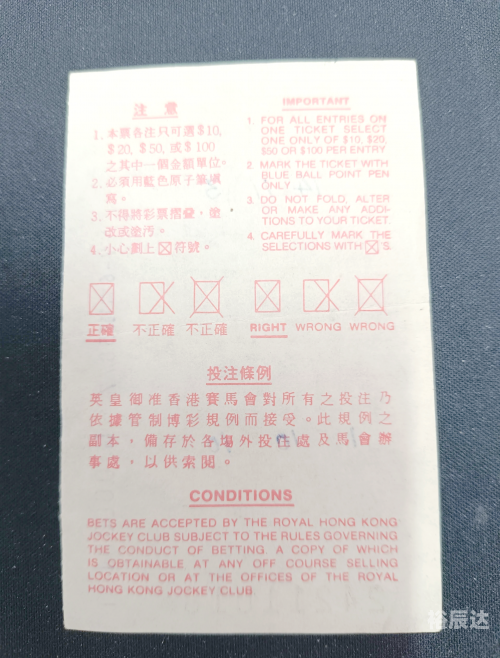 注意
1. 本票各注只可選$10,
$20, $50, 或$100
之其中一個金額單位。
2. 必須用藍色原子筆填
寫。
3. 不得將彩票摺叠,塗
改或塗污。
4. 小心劃上☒符號。
IMPORTANT
1. FOR ALL ENTRIES ON
ONE TICKET SELECT
ONE ONLY OF $10, $20,
$50 OR $100 PER ENTRY
2. MARK THE TICKET WITH
BLUE BALL POINT PEN
ONLY
3. DO NOT FOLD, ALTER
OR MAKE ANY ADDI-
TIONS TO YOUR TICKET.
4. CAREFULLY MARK THE
SELECTIONS WITH ☒'S.
正確 不正確 不正確 RIGHT WRONG WRONG
投注條例
英皇御准香港賽馬會對所有之投注乃
依據管制博彩規例而接受。此規例之
副本,備存於各場外投注處及馬會辦
事處,以供索閱。
CONDITIONS
BETS ARE ACCEPTED BY THE ROYAL HONG KONG
JOCKEY CLUB SUBJECT TO THE RULES GOVERNING
THE CONDUCT OF BETTING. A COPY OF WHICH
IS OBTAINABLE AT ANY OFF COURSE SELLING
LOCATION OR AT THE OFFICES OF THE ROYAL
HONG KONG JOCKEY CLUB.
裕辰达